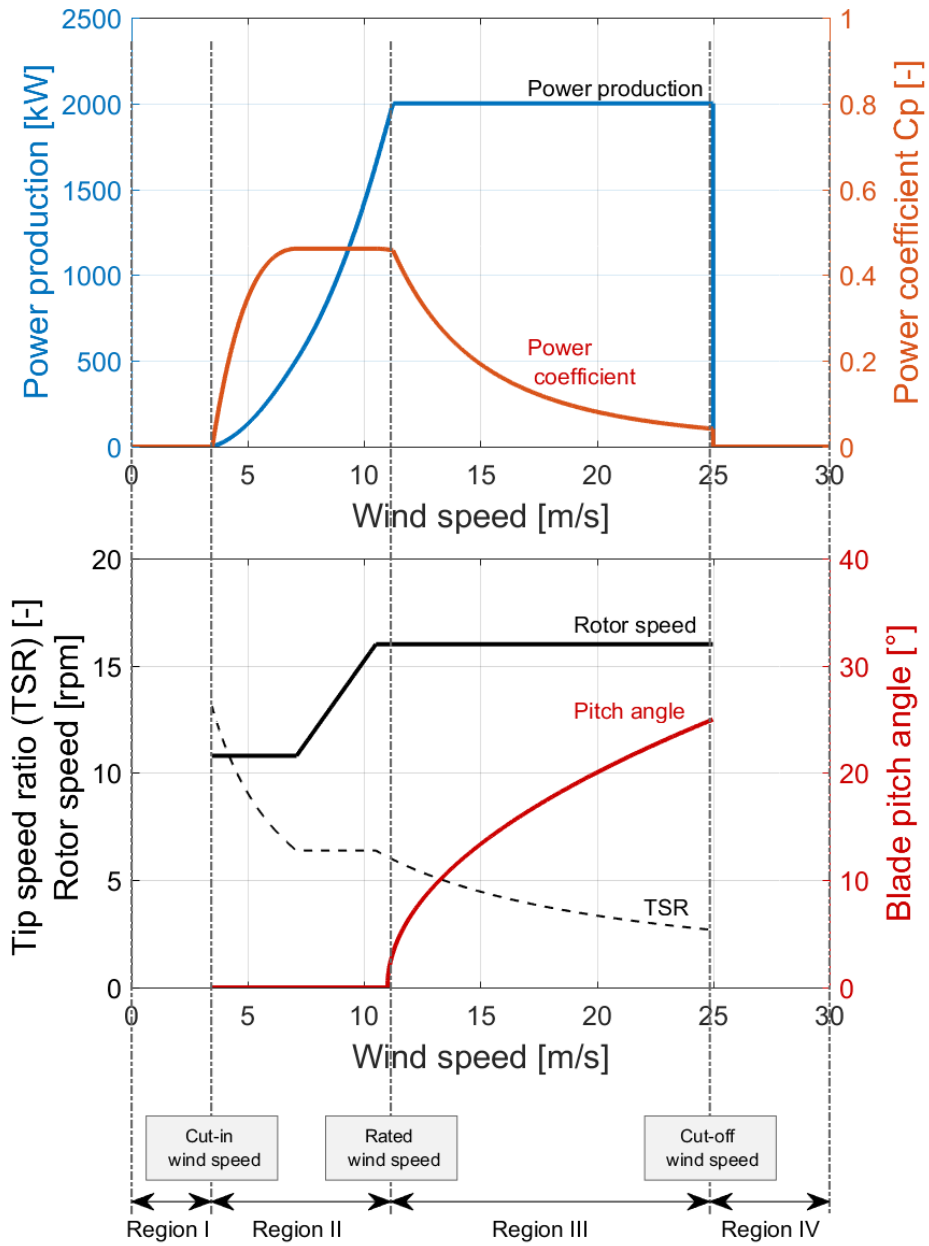 Power production [kW]
2500
2000
1500
1000
500
0
Power coefficient Cp [-]
1
0.8
0.6
0.4
0.2
0
Power production
Power
coefficient
0 5 10 15 20 25 30
Wind speed [m/s]
Tip speed ratio (TSR) [-]
Rotor speed [rpm]
20
15
10
5
0
Blade pitch angle [°]
40
30
20
10
0
Rotor speed
Pitch angle
TSR
0 5 10 15 20 25 30
Wind speed [m/s]
Cut-in
wind speed
Rated
wind speed
Cut-off
wind speed
Region I
Region II
Region III
Region IV